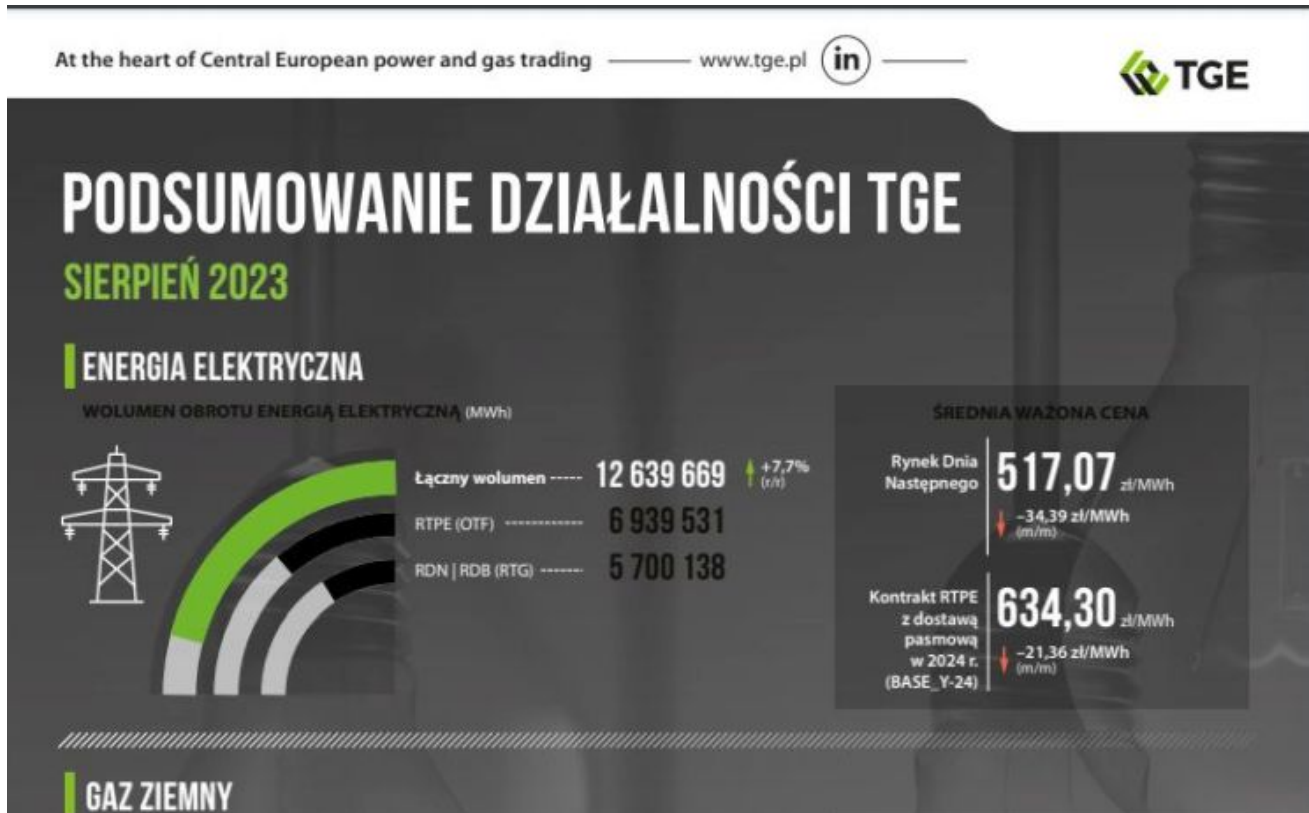 At the heart of Central European power and gas trading
www.tge.pl
in
TGE
PODSUMOWANIE DZIAŁALNOŚCI TGE
SIERPIEŃ 2023
ENERGIA ELEKTRYCZNA
WOLUMEN OBROTU ENERGIĄ ELEKTRYCZNĄ (MWh)
Łączny wolumen ----- 12 639 669 +7,7%
(r/r)
RTPE (OTF) ------------ 6 939 531
RDN | RDB (RTG) ------- 5 700 138
ŚREDNIA WAŻONA CENA
Rynek Dnia
Następnego
517,07 zł/MWh
–34,39 zł/MWh
(m/m)
Kontrakt RTPE
z dostawą
pasmową
w 2024 r.
(BASE_Y-24)
634,30 zł/MWh
–21,36 zł/MWh
(m/m)
GAZ ZIEMNY